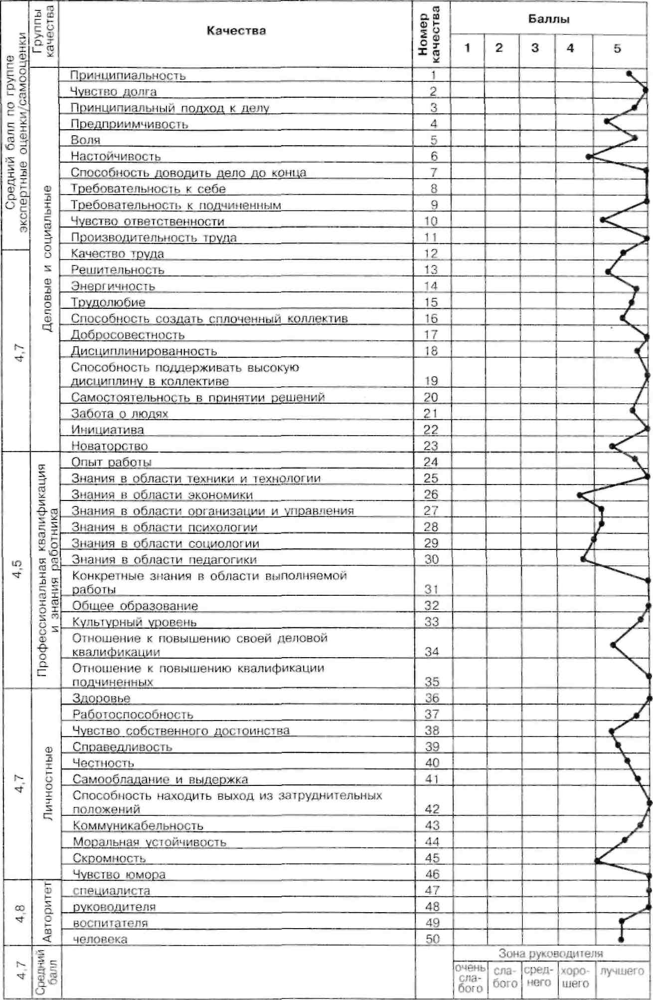 Средний балл по группе
экспертные оценки/самооценки
Группы
качества
Качества
Номер
качества
Баллы
1 2 3 4 5
Деловые и социальные
4,7
Принципиальность 1
Чувство долга 2
Принципиальный подход к делу 3
Предприимчивость 4
Воля 5
Настойчивость 6
Способность доводить дело до конца 7
Требовательность к себе 8
Требовательность к подчиненным 9
Чувство ответственности 10
Производительность труда 11
Качество труда 12
Решительность 13
Энергичность 14
Трудолюбие 15
Способность создать сплоченный коллектив 16
Добросовестность 17
Дисциплинированность 18
Способность поддерживать высокую
дисциплину в коллективе 19
Самостоятельность в принятии решений 20
Забота о людях 21
Инициатива 22
Новаторство 23
4,5
Профессиональная квалификация
и знания работника
Опыт работы 24
Знания в области техники и технологии 25
Знания в области экономики 26
Знания в области организации и управления 27
Знания в области психологии 28
Знания в области социологии 29
Знания в области педагогики 30
Конкретные знания в области выполняемой
работы 31
Общее образование 32
Культурный уровень 33
Отношение к повышению своей деловой
квалификации 34
Отношение к повышению квалификации
подчиненных 35
4,7
Личностные
Здоровье 36
Работоспособность 37
Чувство собственного достоинства 38
Справедливость 39
Честность 40
Самообладание и выдержка 41
Способность находить выход из затруднительных
положений 42
Коммуникабельность 43
Моральная устойчивость 44
Скромность 45
Чувство юмора 46
4,8
Авторитет
специалиста 47
руководителя 48
воспитателя 49
человека 50
4,7
Средний
балл
Зона руководителя
очень
сла-
бого
сла-
бого
сред-
него
хоро-
шего
лучшего